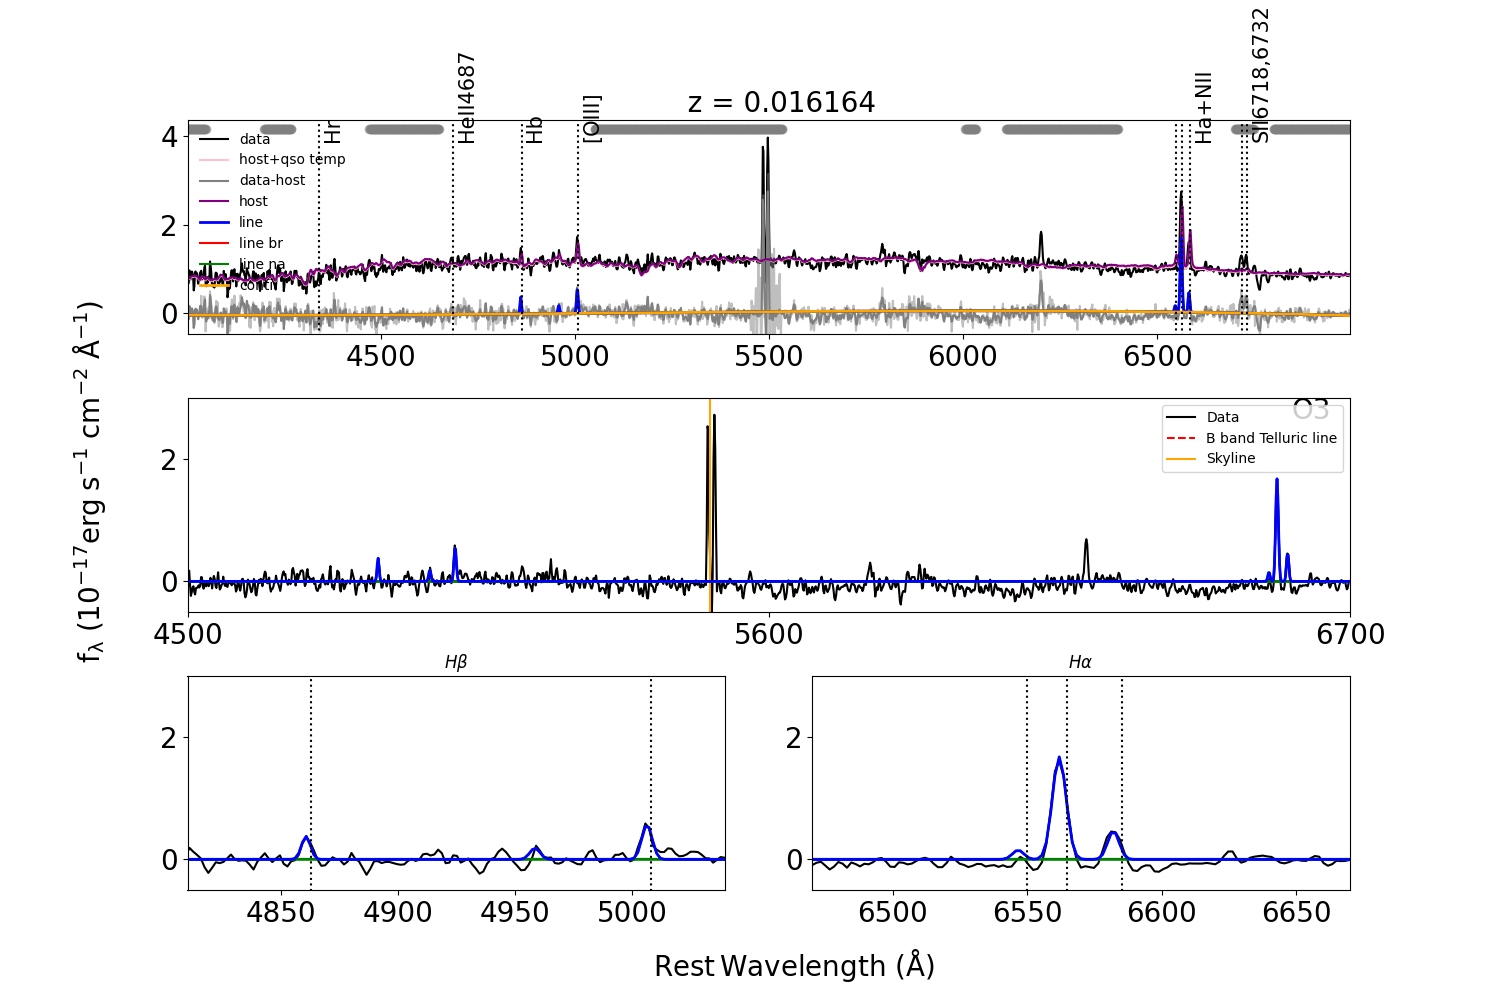 z = 0.016164
Hr
HeII4687
Hb
[OIII]
Ha+NII
SII6718,6732
data
host+qso temp
data-host
host
line
line br
line na
conti
4
2
0
4500
5000
5500
6000
6500
fλ (10−17erg s−1 cm−2 Å−1)
O3
Data
B band Telluric line
Skyline
2
0
4500
5600
6700
Hβ
2
0
4850
4900
4950
5000
Hα
2
0
6500
6550
6600
6650
Rest Wavelength (Å)